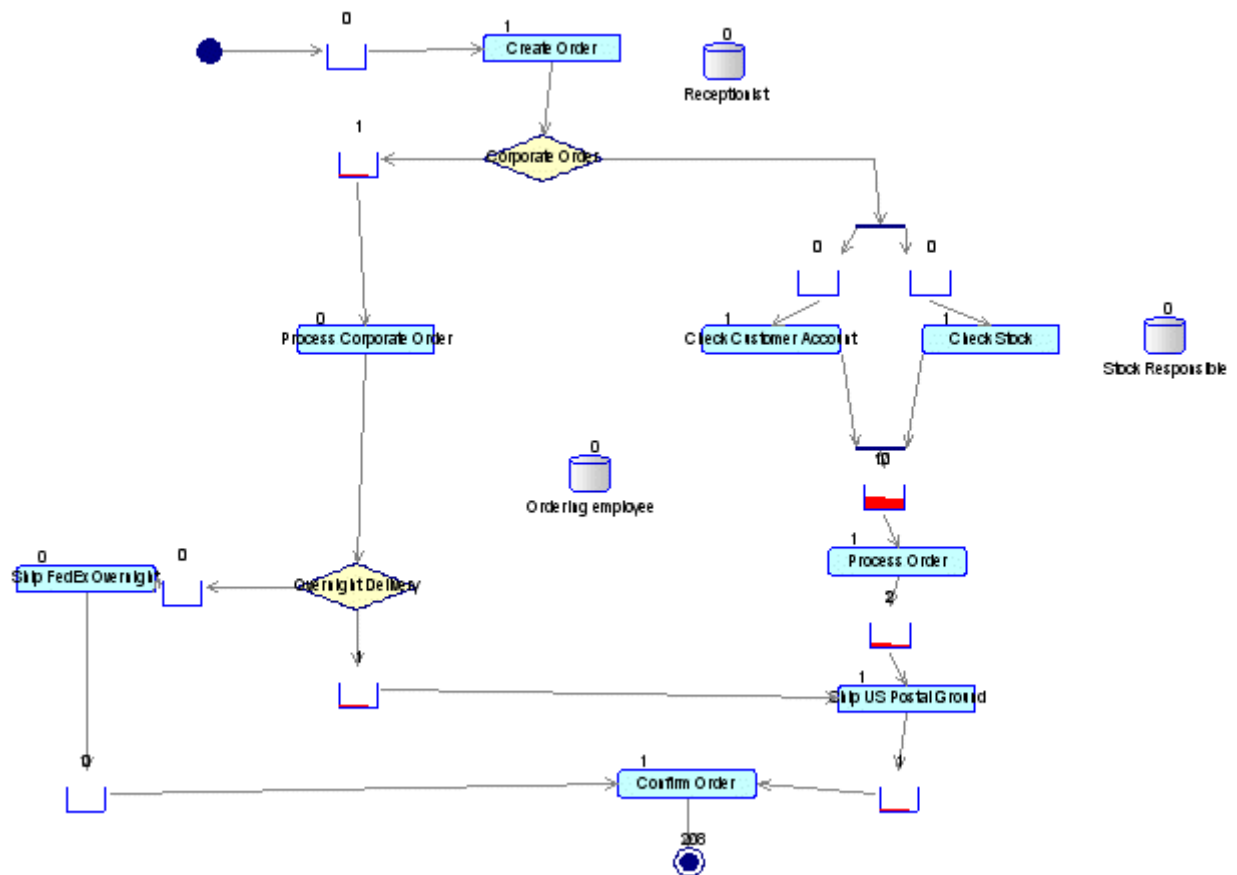 0
1
Create Order
0
Receptionist
1
Corporate Order
0
0
0
Process Corporate Order
1
Check Customer Account
1
Check Stock
0
Stock Responsible
0
Ordering employee
1
Process Order
0
Ship FedEx Overnight
0
Overnight Delivery
1
Ship US Postal Ground
1
Confirm Order